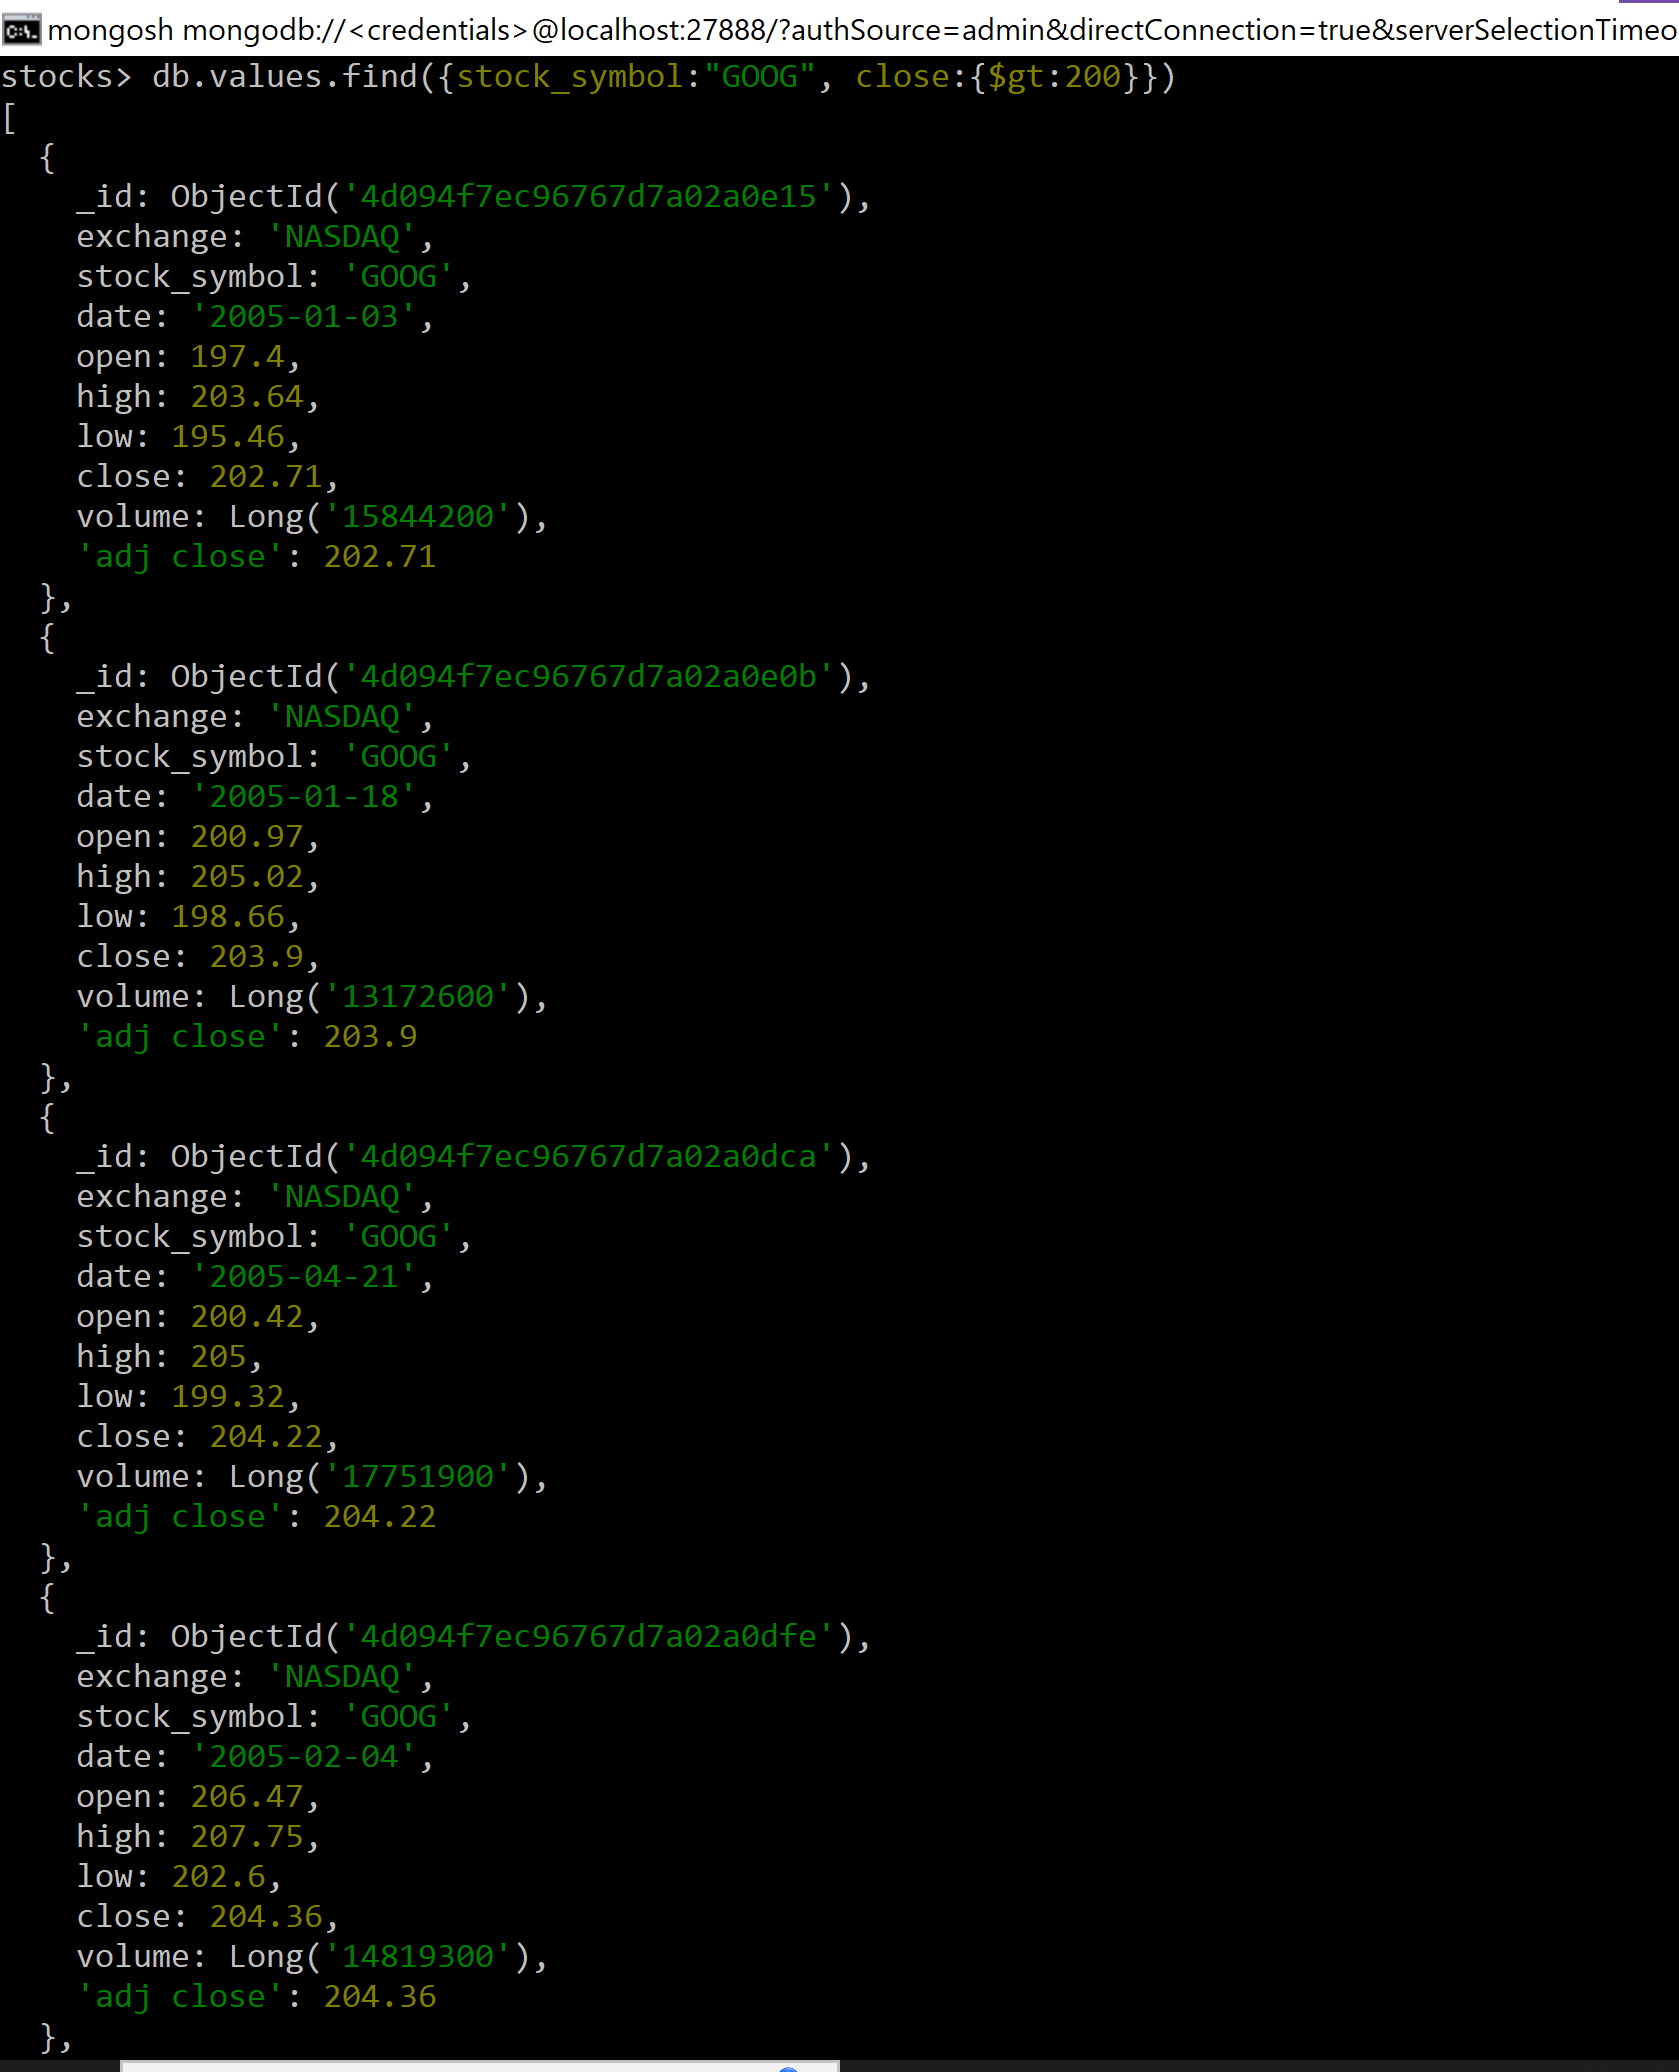 mongosh mongodb://<credentials>@localhost:27888/?authSource=admin&directConnection=true&serverSelectionTimeo
stocks> db.values.find({stock_symbol:"GOOG", close:{$gt:200}})
[
  {
    _id: ObjectId('4d094f7ec96767d7a02a0e15'),
    exchange: 'NASDAQ',
    stock_symbol: 'GOOG',
    date: '2005-01-03',
    open: 197.4,
    high: 203.64,
    low: 195.46,
    close: 202.71,
    volume: Long('15844200'),
    'adj close': 202.71
  },
  {
    _id: ObjectId('4d094f7ec96767d7a02a0e0b'),
    exchange: 'NASDAQ',
    stock_symbol: 'GOOG',
    date: '2005-01-18',
    open: 200.97,
    high: 205.02,
    low: 198.66,
    close: 203.9,
    volume: Long('13172600'),
    'adj close': 203.9
  },
  {
    _id: ObjectId('4d094f7ec96767d7a02a0dca'),
    exchange: 'NASDAQ',
    stock_symbol: 'GOOG',
    date: '2005-04-21',
    open: 200.42,
    high: 205,
    low: 199.32,
    close: 204.22,
    volume: Long('17751900'),
    'adj close': 204.22
  },
  {
    _id: ObjectId('4d094f7ec96767d7a02a0dfe'),
    exchange: 'NASDAQ',
    stock_symbol: 'GOOG',
    date: '2005-02-04',
    open: 206.47,
    high: 207.75,
    low: 202.6,
    close: 204.36,
    volume: Long('14819300'),
    'adj close': 204.36
  },